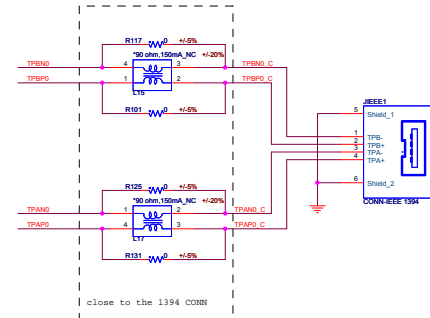 R117 0 +/-5%
*90 ohm,150mA_NC +/-20%
TPBN0 4 3 TPBN0_C
TPBP0 1 2 TPBP0_C
L15
R101 0 +/-5%
JIEEE1
5 Shield_1
1 TPB-
2 TPB+
3 TPA-
4 TPA+
6 Shield_2
CONN-IEEE 1394
R125 0 +/-5%
*90 ohm,150mA_NC +/-20%
TPAN0 1 2 TPAN0_C
TPAP0 4 3 TPAP0_C
L17
R131 0 +/-5%
close to the 1394 CONN